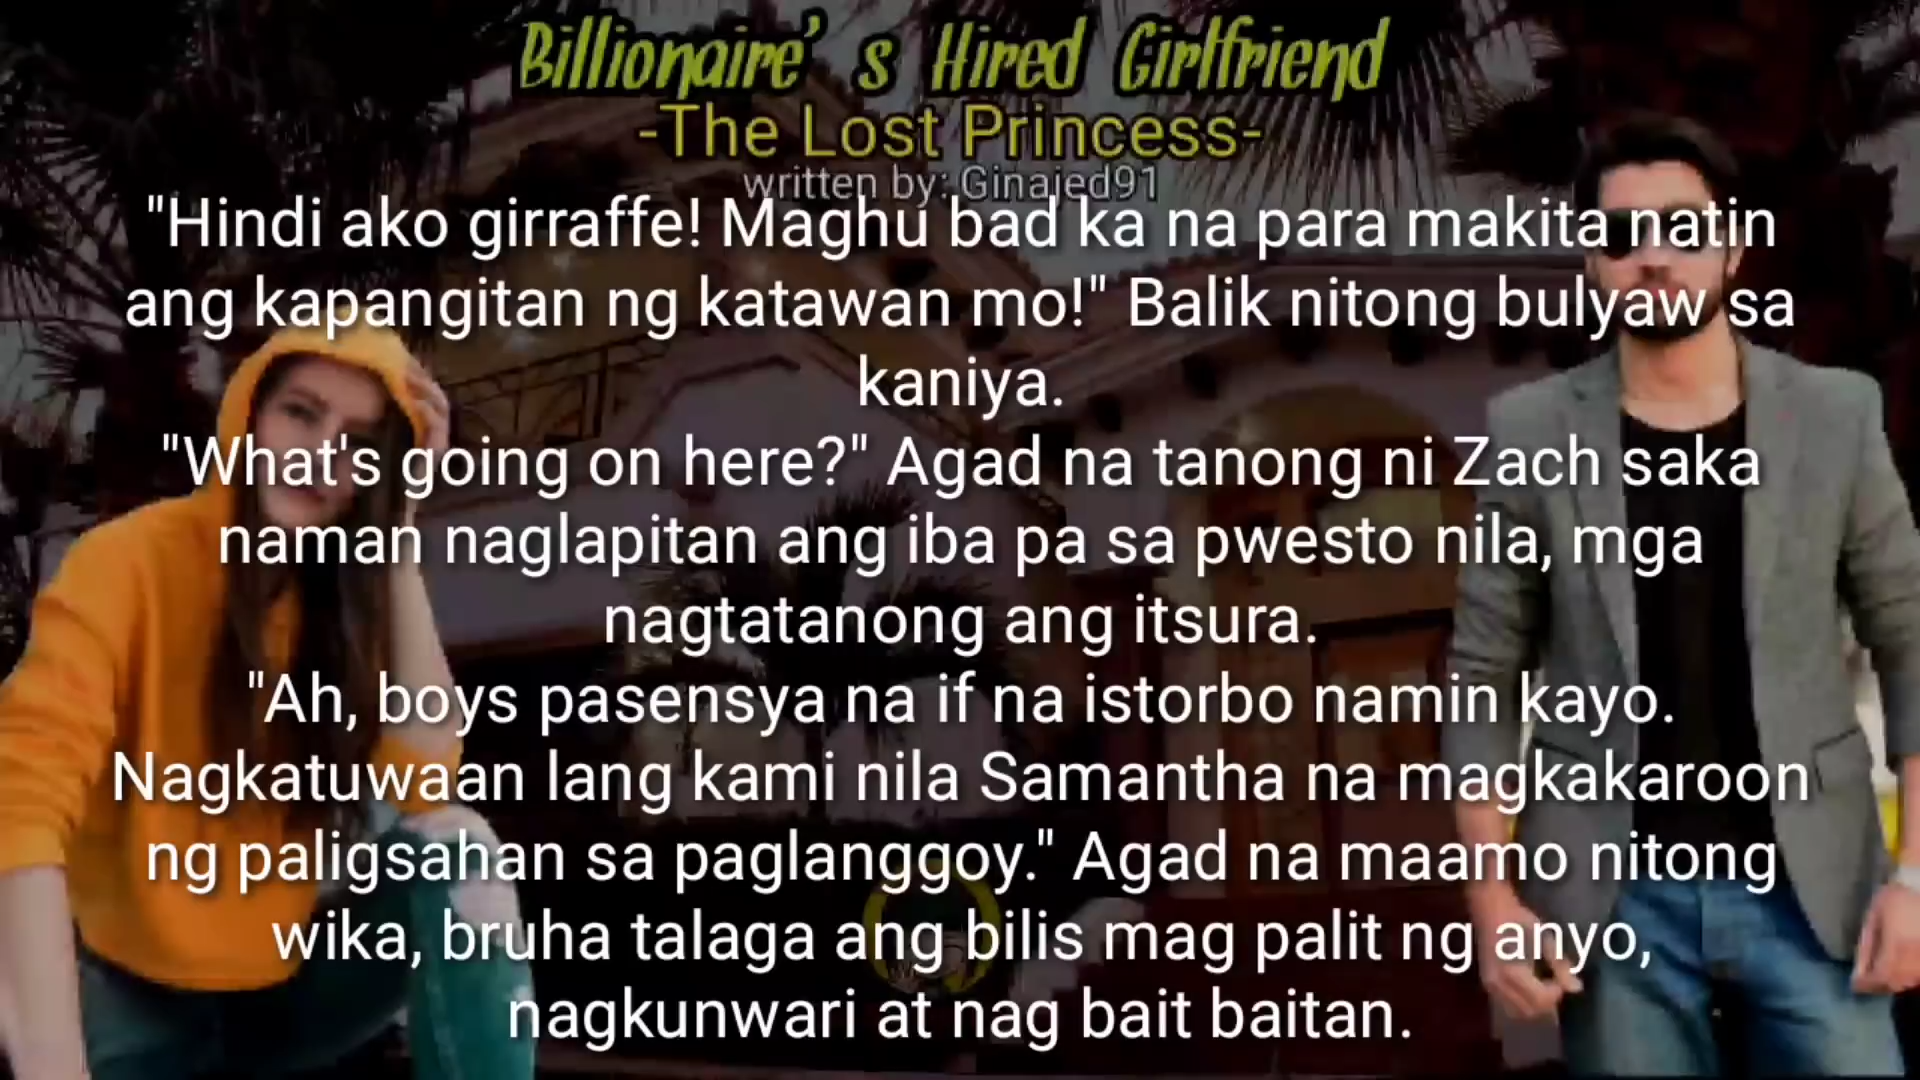 Billionaire' s Hired Girlfriend
-The Lost Princess-
written by: Ginajed91
"Hindi ako girraffe! Maghu bad ka na para makita natin
ang kapangitan ng katawan mo!" Balik nitong bulyaw sa
kaniya.
"What's going on here?" Agad na tanong ni Zach saka
naman naglapitan ang iba pa sa pwesto nila, mga
nagtatanong ang itsura.
"Ah, boys pasensya na if na istorbo namin kayo.
Nagkatuwaan lang kami nila Samantha na magkakaroon
ng paligsahan sa paglanggoy." Agad na maamo nitong
wika, bruha talaga ang bilis mag palit ng anyo,
nagkunwari at nag bait baitan.